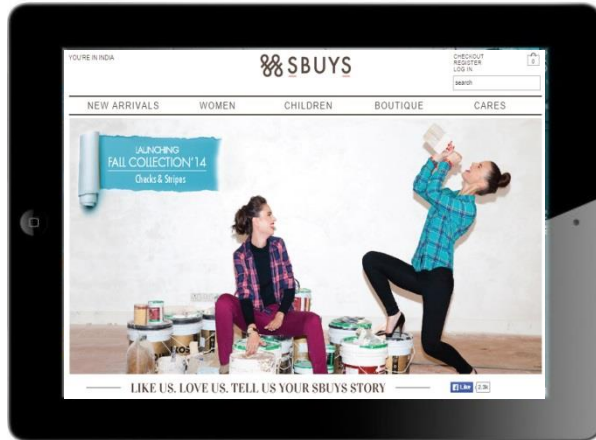 YOU'RE IN INDIA
SBUYS
CHECKOUT
REGISTER
LOG IN
0
search
NEW ARRIVALS WOMEN CHILDREN BOUTIQUE CARES
LAUNCHING
FALL COLLECTION'14
Checks & Stripes
LIKE US. LOVE US. TELL US YOUR SBUYS STORY
Like 2.3k